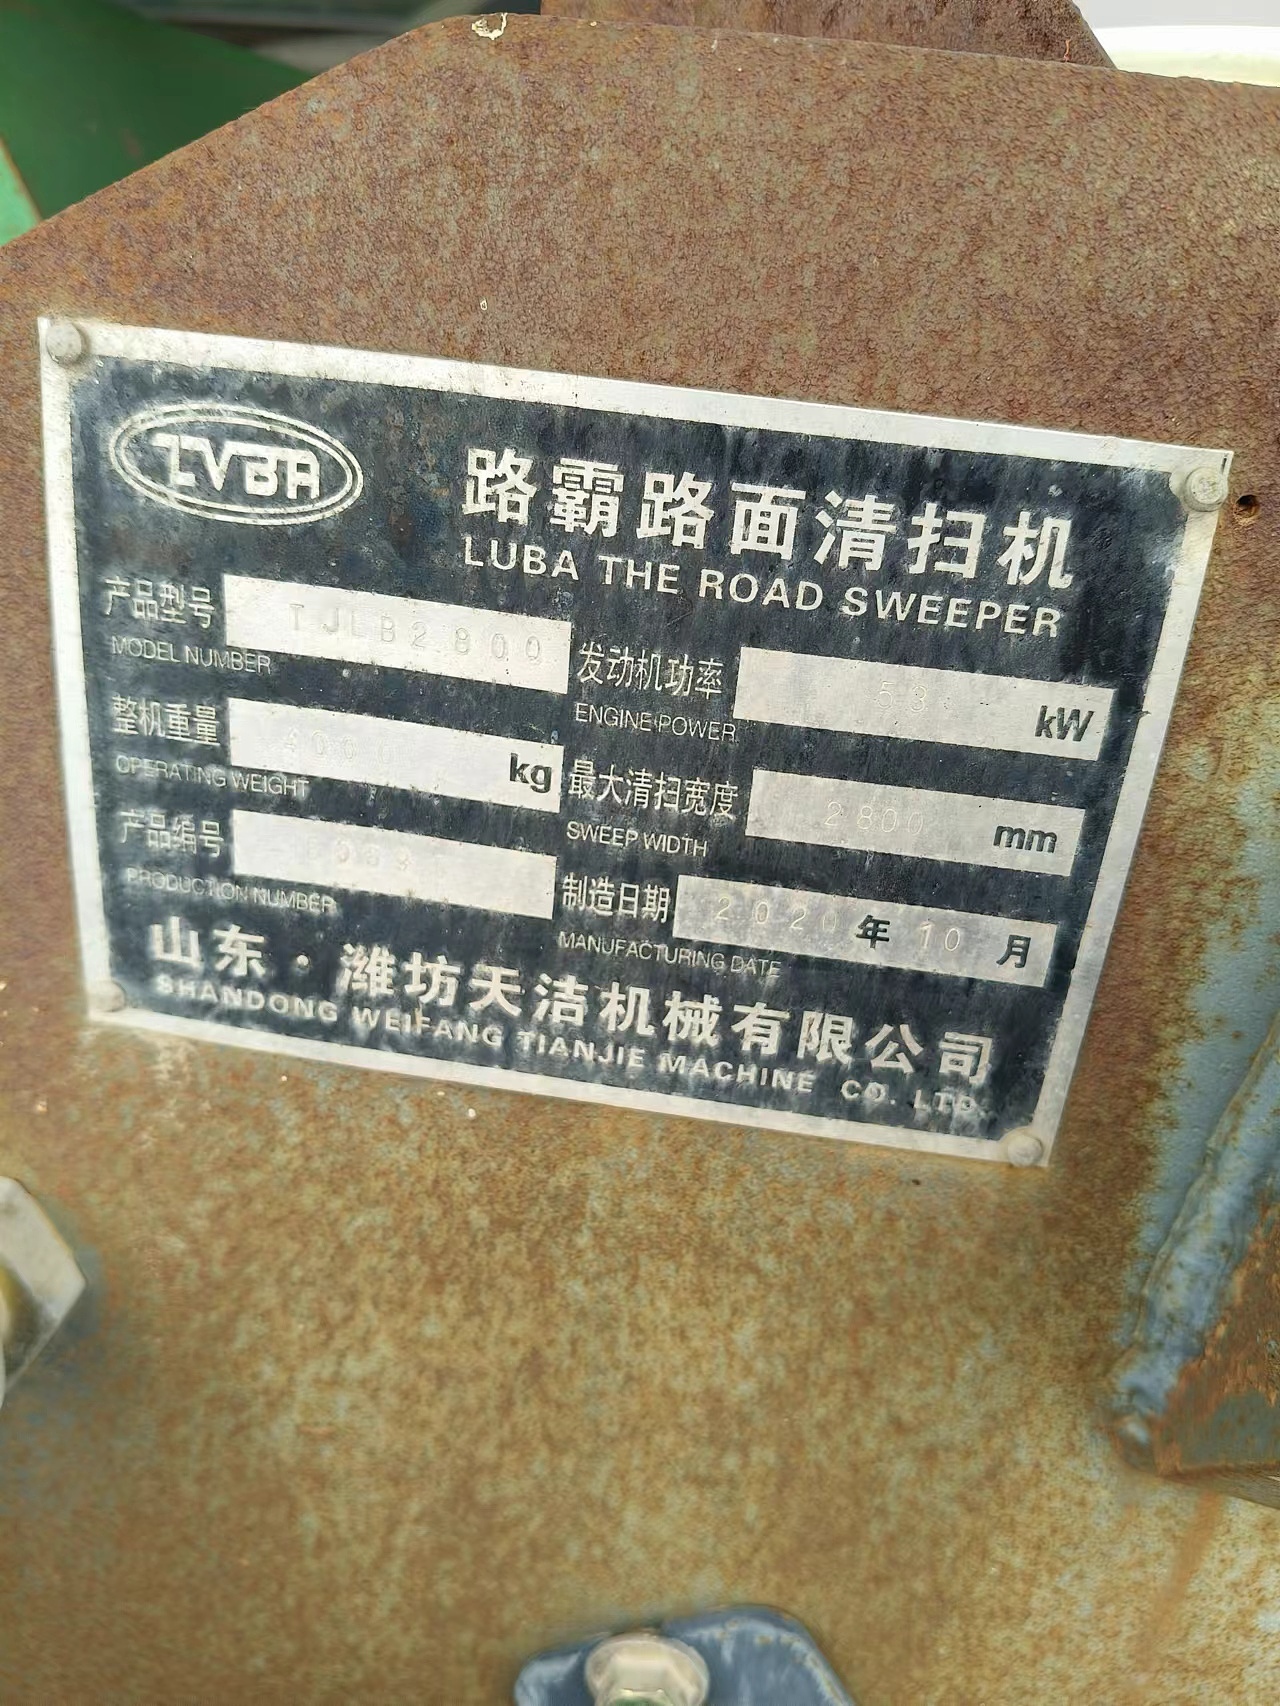 LVBA
路霸路面清扫机
LUBA THE ROAD SWEEPER
产品型号 TJLB2800
MODEL NUMBER
发动机功率 53 kW
ENGINE POWER
整机重量 4000 kg
OPERATING WEIGHT
最大清扫宽度 2800 mm
SWEEP WIDTH
产品编号
PRODUCTION NUMBER
制造日期 2020年10月
MANUFACTURING DATE
山东·潍坊天洁机械有限公司
SHANDONG WEIFANG TIANJIE MACHINE CO. LTD.